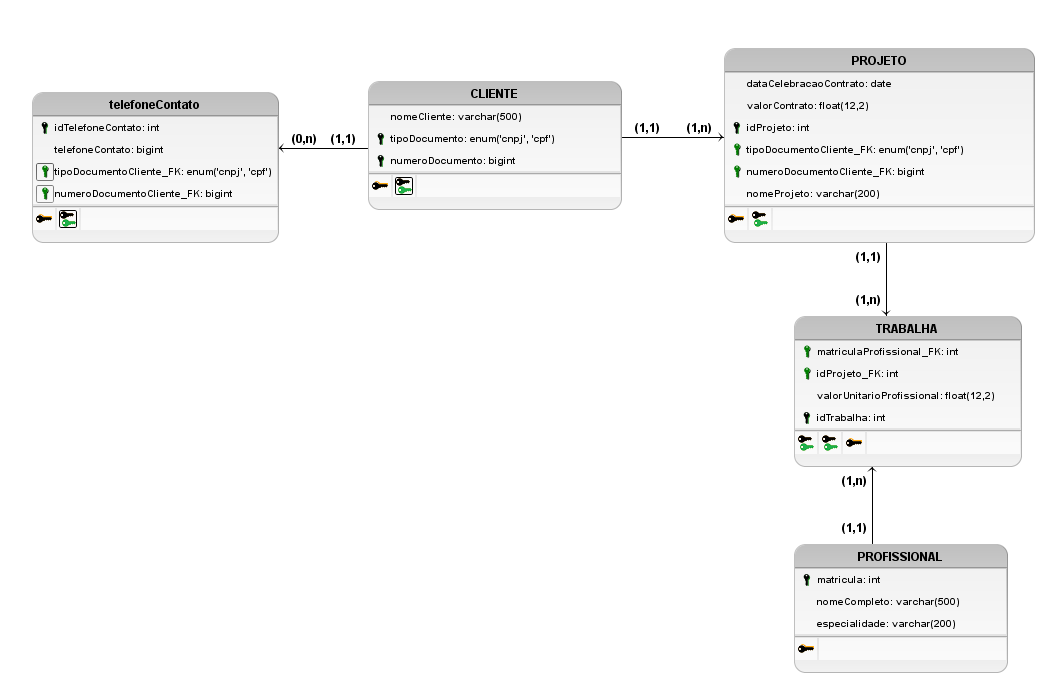 telefoneContato
idTelefoneContato: int
telefoneContato: bigint
tipoDocumentoCliente_FK: enum('cnpj', 'cpf')
numeroDocumentoCliente_FK: bigint
(0,n) (1,1)
CLIENTE
nomeCliente: varchar(500)
tipoDocumento: enum('cnpj', 'cpf')
numeroDocumento: bigint
(1,1) (1,n)
PROJETO
dataCelebracaoContrato: date
valorContrato: float(12,2)
idProjeto: int
tipoDocumentoCliente_FK: enum('cnpj', 'cpf')
numeroDocumentoCliente_FK: bigint
nomeProjeto: varchar(200)
(1,1)
(1,n)
TRABALHA
matriculaProfissional_FK: int
idProjeto_FK: int
valorUnitarioProfissional: float(12,2)
idTrabalha: int
(1,n)
(1,1)
PROFISSIONAL
matricula: int
nomeCompleto: varchar(500)
especialidade: varchar(200)